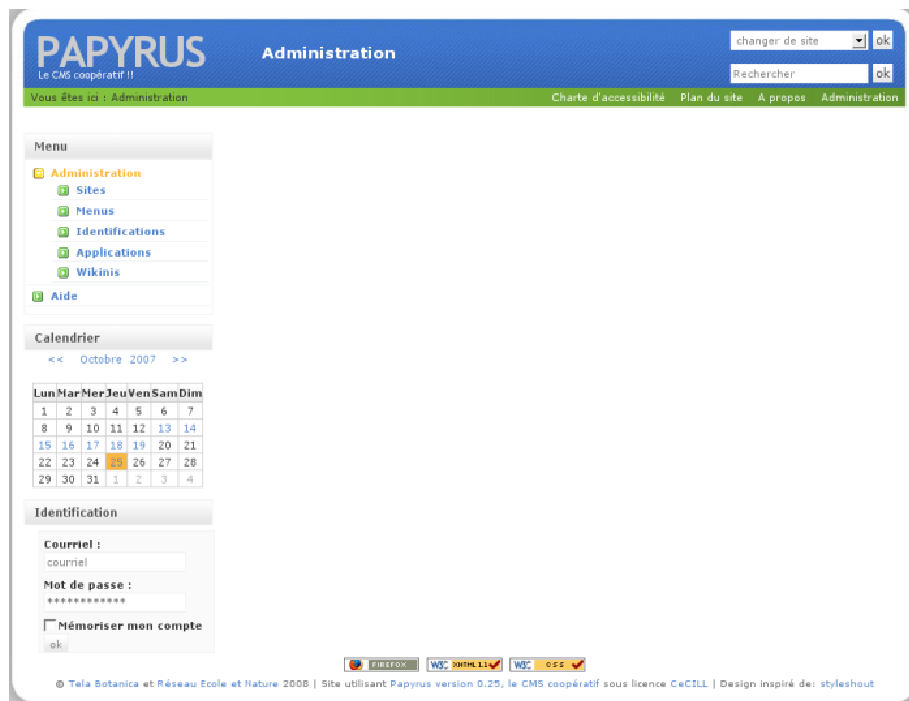 PAPYRUS
Le CMS coopératif !!
Administration
changer de site ok
Rechercher ok
Vous êtes ici : Administration
Charte d'accessibilité Plan du site A propos Administration
Menu
Administration
Sites
Menus
Identifications
Applications
Wikinis
Aide
Calendrier
<< Octobre 2007 >>
Lun Mar Mer Jeu Ven Sam Dim
1 2 3 4 5 6 7
8 9 10 11 12 13 14
15 16 17 18 19 20 21
22 23 24 25 26 27 28
29 30 31 1 2 3 4
Identification
Courriel :
courriel
Mot de passe :
************
Mémoriser mon compte
ok
FIREFOX W3C XHTML 1.1 W3C CSS
© Tela Botanica et Réseau Ecole et Nature 2008 | Site utilisant Papyrus version 0.25, le CMS coopératif sous licence CeCILL | Design inspiré de: styleshout